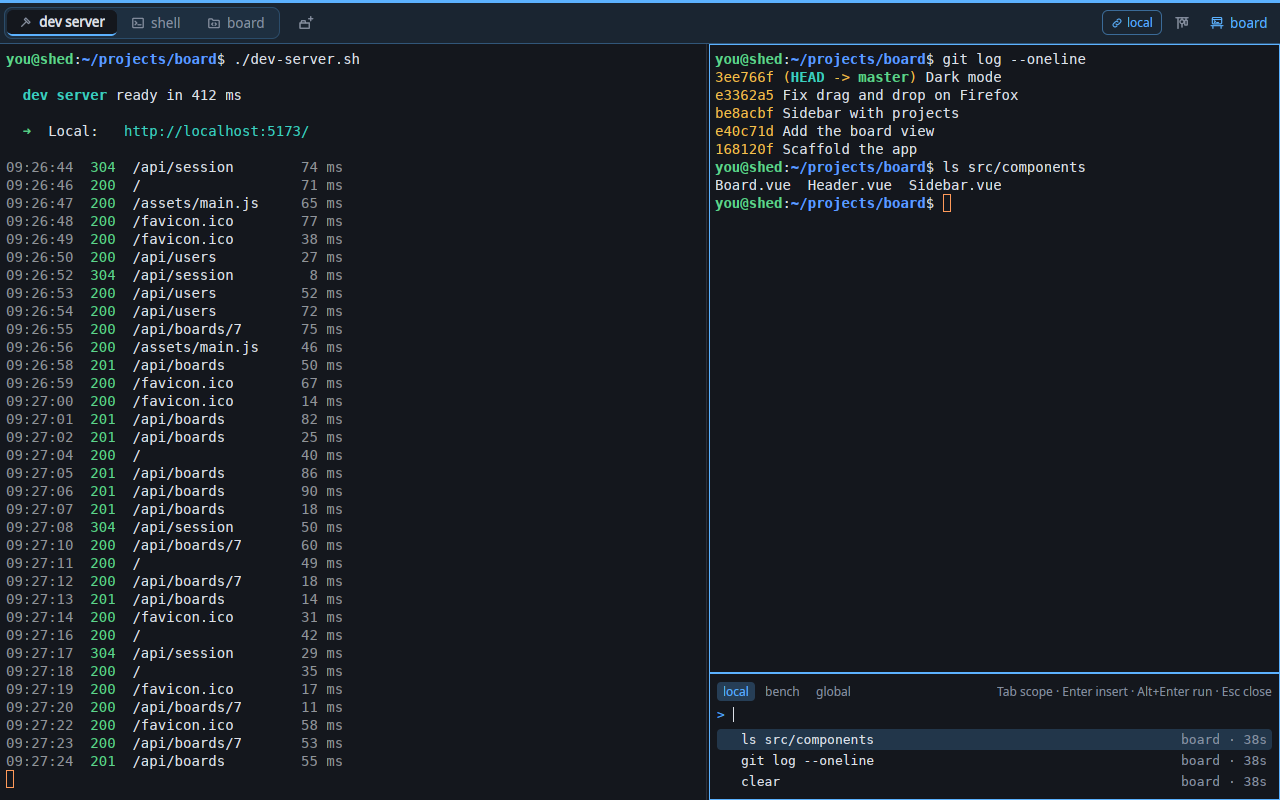 dev server shell board local board
you@shed:~/projects/board$ ./dev-server.sh
dev server ready in 412 ms
➜ Local: http://localhost:5173/
09:26:44 304 /api/session 74 ms
09:26:46 200 / 71 ms
09:26:47 200 /assets/main.js 65 ms
09:26:48 200 /favicon.ico 77 ms
09:26:49 200 /favicon.ico 38 ms
09:26:50 200 /api/users 27 ms
09:26:52 304 /api/session 8 ms
09:26:53 200 /api/users 52 ms
09:26:54 200 /api/users 72 ms
09:26:55 200 /api/boards/7 75 ms
09:26:56 200 /assets/main.js 46 ms
09:26:58 201 /api/boards 50 ms
09:26:59 200 /favicon.ico 67 ms
09:27:00 200 /favicon.ico 14 ms
09:27:01 201 /api/boards 82 ms
09:27:02 201 /api/boards 25 ms
09:27:04 200 / 40 ms
09:27:05 201 /api/boards 86 ms
09:27:06 201 /api/boards 90 ms
09:27:07 201 /api/boards 18 ms
09:27:08 304 /api/session 50 ms
09:27:10 200 /api/boards/7 60 ms
09:27:11 200 / 49 ms
09:27:12 200 /api/boards/7 18 ms
09:27:13 201 /api/boards 14 ms
09:27:14 200 /favicon.ico 31 ms
09:27:16 200 / 42 ms
09:27:17 304 /api/session 29 ms
09:27:18 200 / 35 ms
09:27:19 200 /favicon.ico 17 ms
09:27:20 200 /api/boards/7 11 ms
09:27:22 200 /favicon.ico 58 ms
09:27:23 200 /api/boards/7 53 ms
09:27:24 201 /api/boards 55 ms
you@shed:~/projects/board$ git log --oneline
3ee766f (HEAD -> master) Dark mode
e3362a5 Fix drag and drop on Firefox
be8acbf Sidebar with projects
e40c71d Add the board view
168120f Scaffold the app
you@shed:~/projects/board$ ls src/components
Board.vue Header.vue Sidebar.vue
you@shed:~/projects/board$
local bench global Tab scope · Enter insert · Alt+Enter run · Esc close
>
ls src/components board · 38s
git log --oneline board · 38s
clear board · 38s